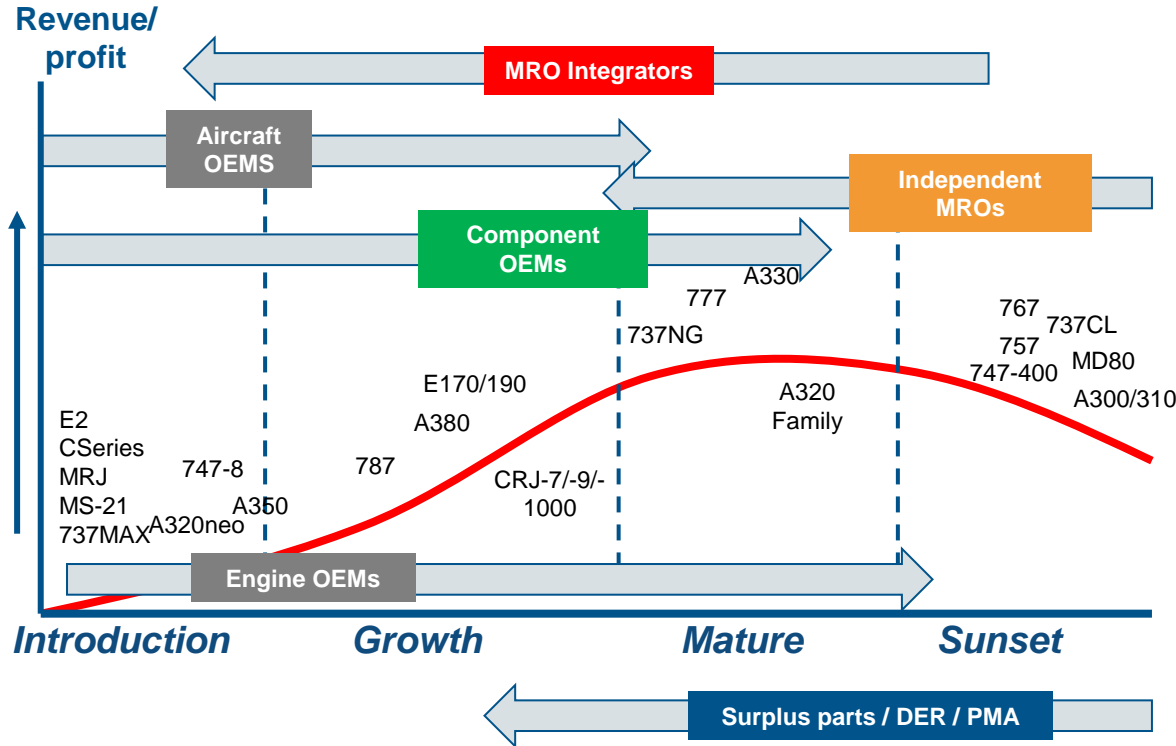 Revenue/
profit
MRO Integrators
Aircraft
OEMS
Independent
MROs
Component
OEMs
A330
777
737NG
767
737CL
757
MD80
747-400
A300/310
E170/190
A380
A320
Family
E2
CSeries
MRJ
MS-21
737MAX
747-8
A350
A320neo
787
CRJ-7/-9/-
1000
Engine OEMs
Introduction
Growth
Mature
Sunset
Surplus parts / DER / PMA